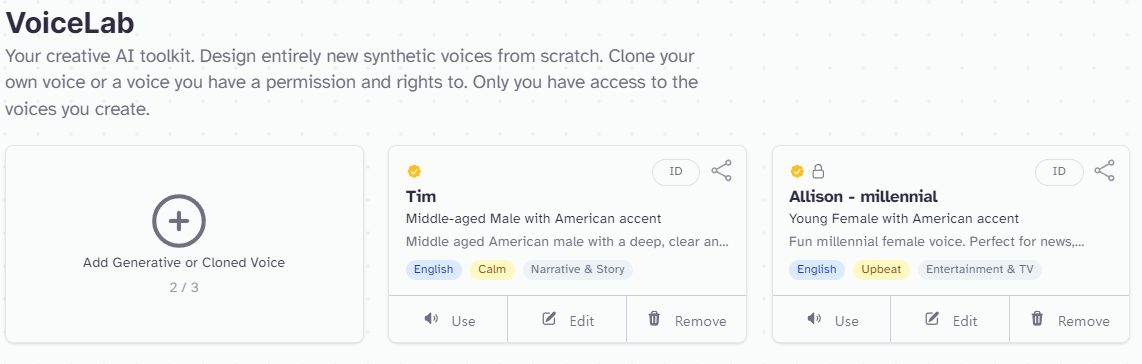 VoiceLab
Your creative AI toolkit. Design entirely new synthetic voices from scratch. Clone your
own voice or a voice you have a permission and rights to. Only you have access to the
voices you create.
Add Generative or Cloned Voice
2 / 3
ID
Tim
Middle-aged Male with American accent
Middle aged American male with a deep, clear an...
English Calm Narrative & Story
Use Edit Remove
ID
Allison - millennial
Young Female with American accent
Fun millennial female voice. Perfect for news,...
English Upbeat Entertainment & TV
Use Edit Remove